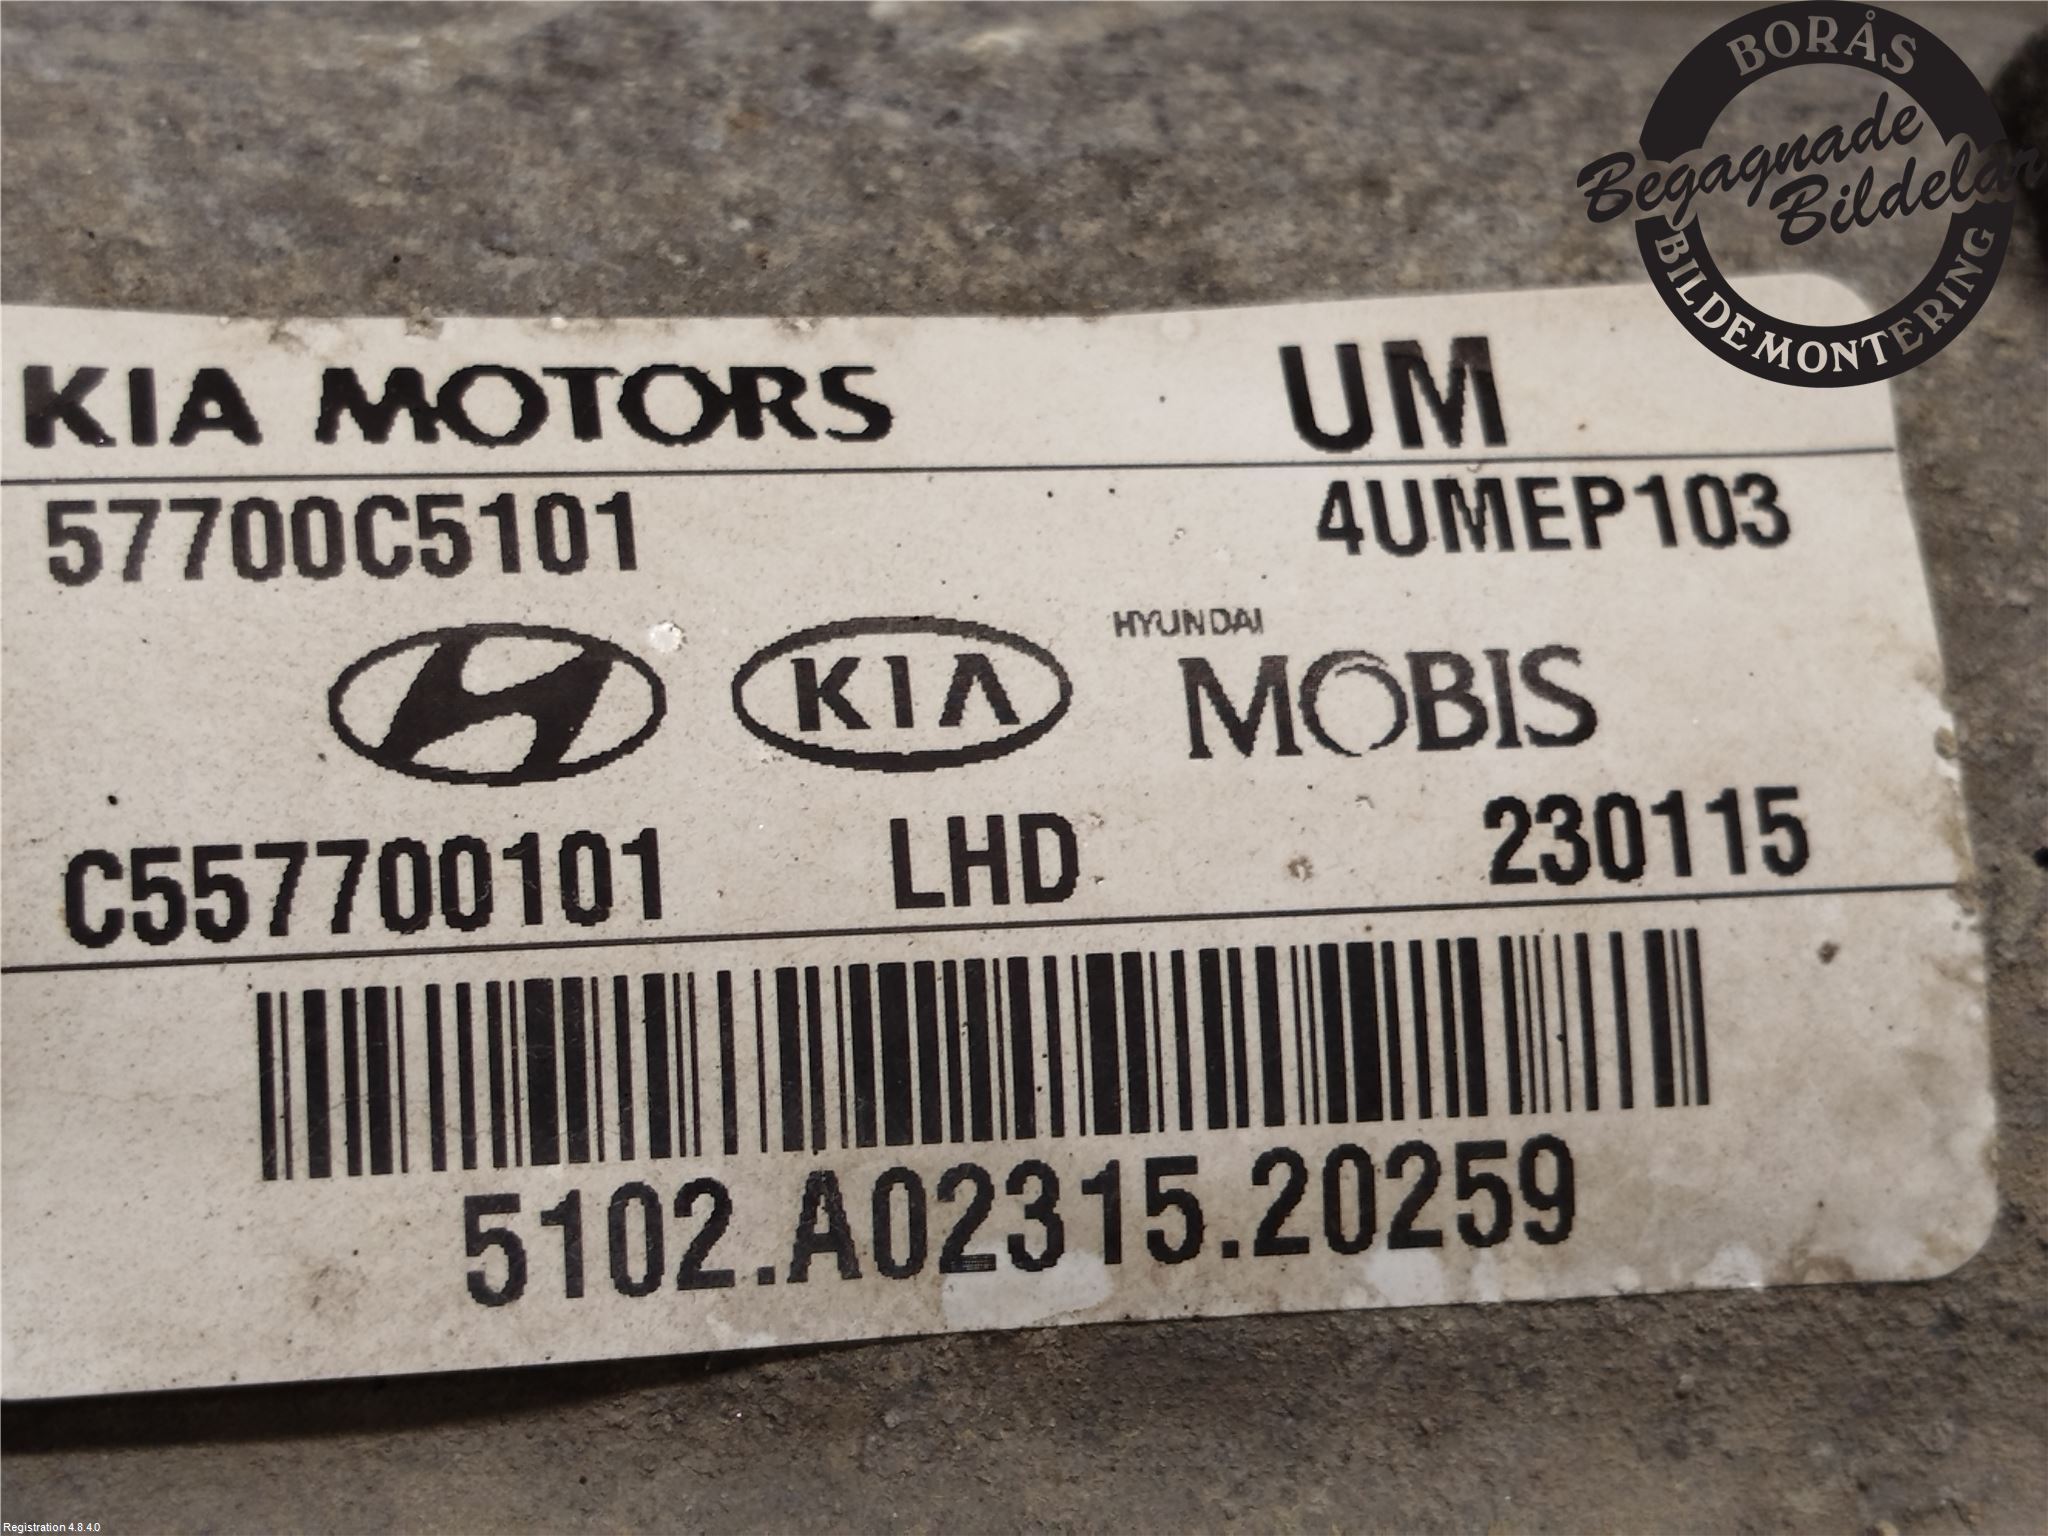 BORÅS
Begagnade
Bildelar
BILDEMONTERING
KIA MOTORS UM
57700C5101 4UMEP103
KIA HYUNDAI MOBIS
C557700101 LHD 230115
5102.A02315.20259
Registration 4.8.4.0